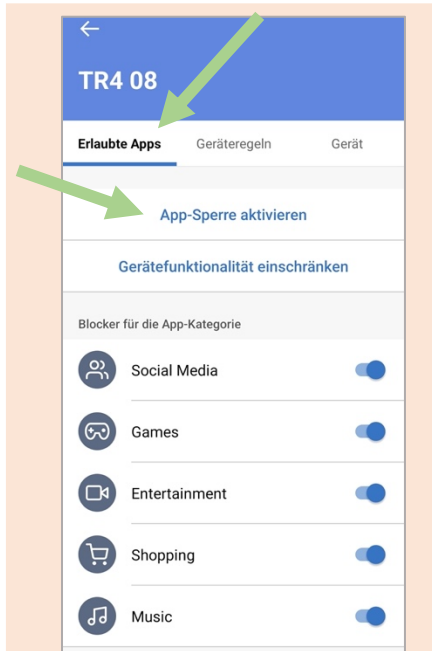 TR4 08
Erlaubte Apps Geräteregeln Gerät
App-Sperre aktivieren
Gerätefunktionalität einschränken
Blocker für die App-Kategorie
Social Media
Games
Entertainment
Shopping
Music